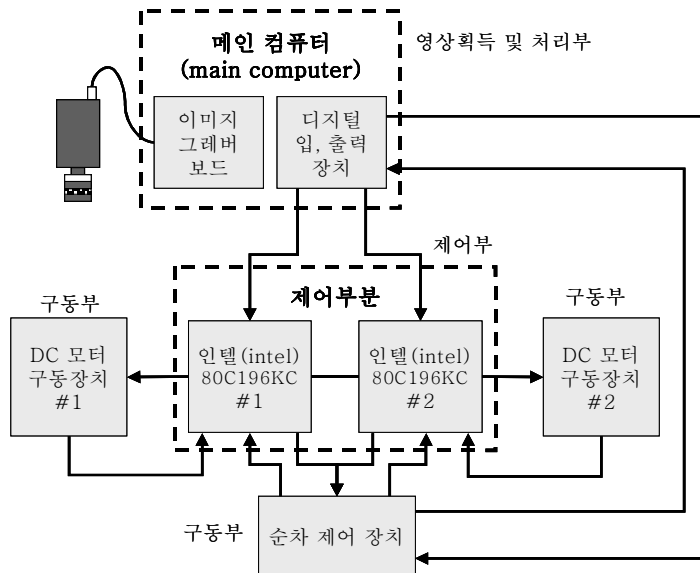 메인 컴퓨터
(main computer)
영상획득 및 처리부
이미지
그레버
보드
디지털
입, 출력
장치
제어부
제어부분
구동부
DC 모터
구동장치
#1
인텔(intel)
80C196KC
#1
인텔(intel)
80C196KC
#2
구동부
DC 모터
구동장치
#2
구동부
순차 제어 장치